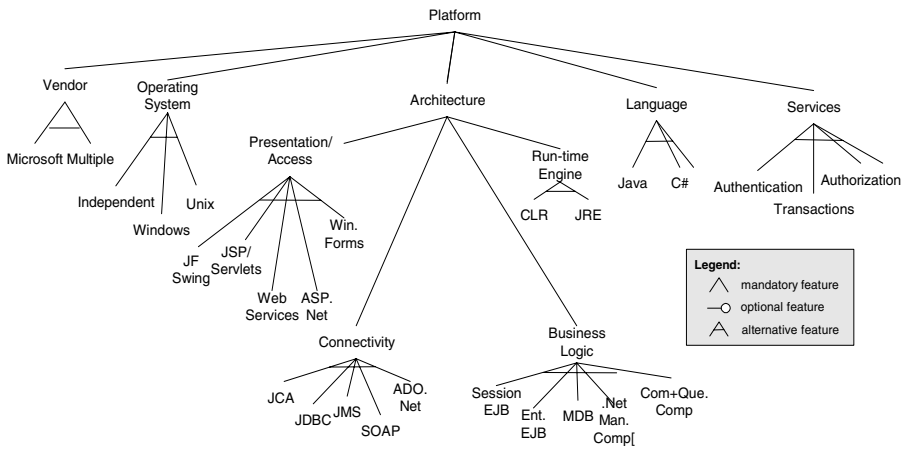 Platform
Vendor
Operating
System
Architecture
Language
Services
Microsoft Multiple
Independent
Windows
Unix
Presentation/
Access
JF
Swing
JSP/
Servlets
Web
Services
ASP.
Net
Win.
Forms
Run-time
Engine
CLR
JRE
Java
C#
Authentication
Transactions
Authorization
Connectivity
JCA
JDBC
JMS
SOAP
ADO.
Net
Business
Logic
Session
EJB
Ent.
EJB
MDB
.Net
Man.
Comp[
Com+Que.
Comp
Legend:
mandatory feature
optional feature
alternative feature